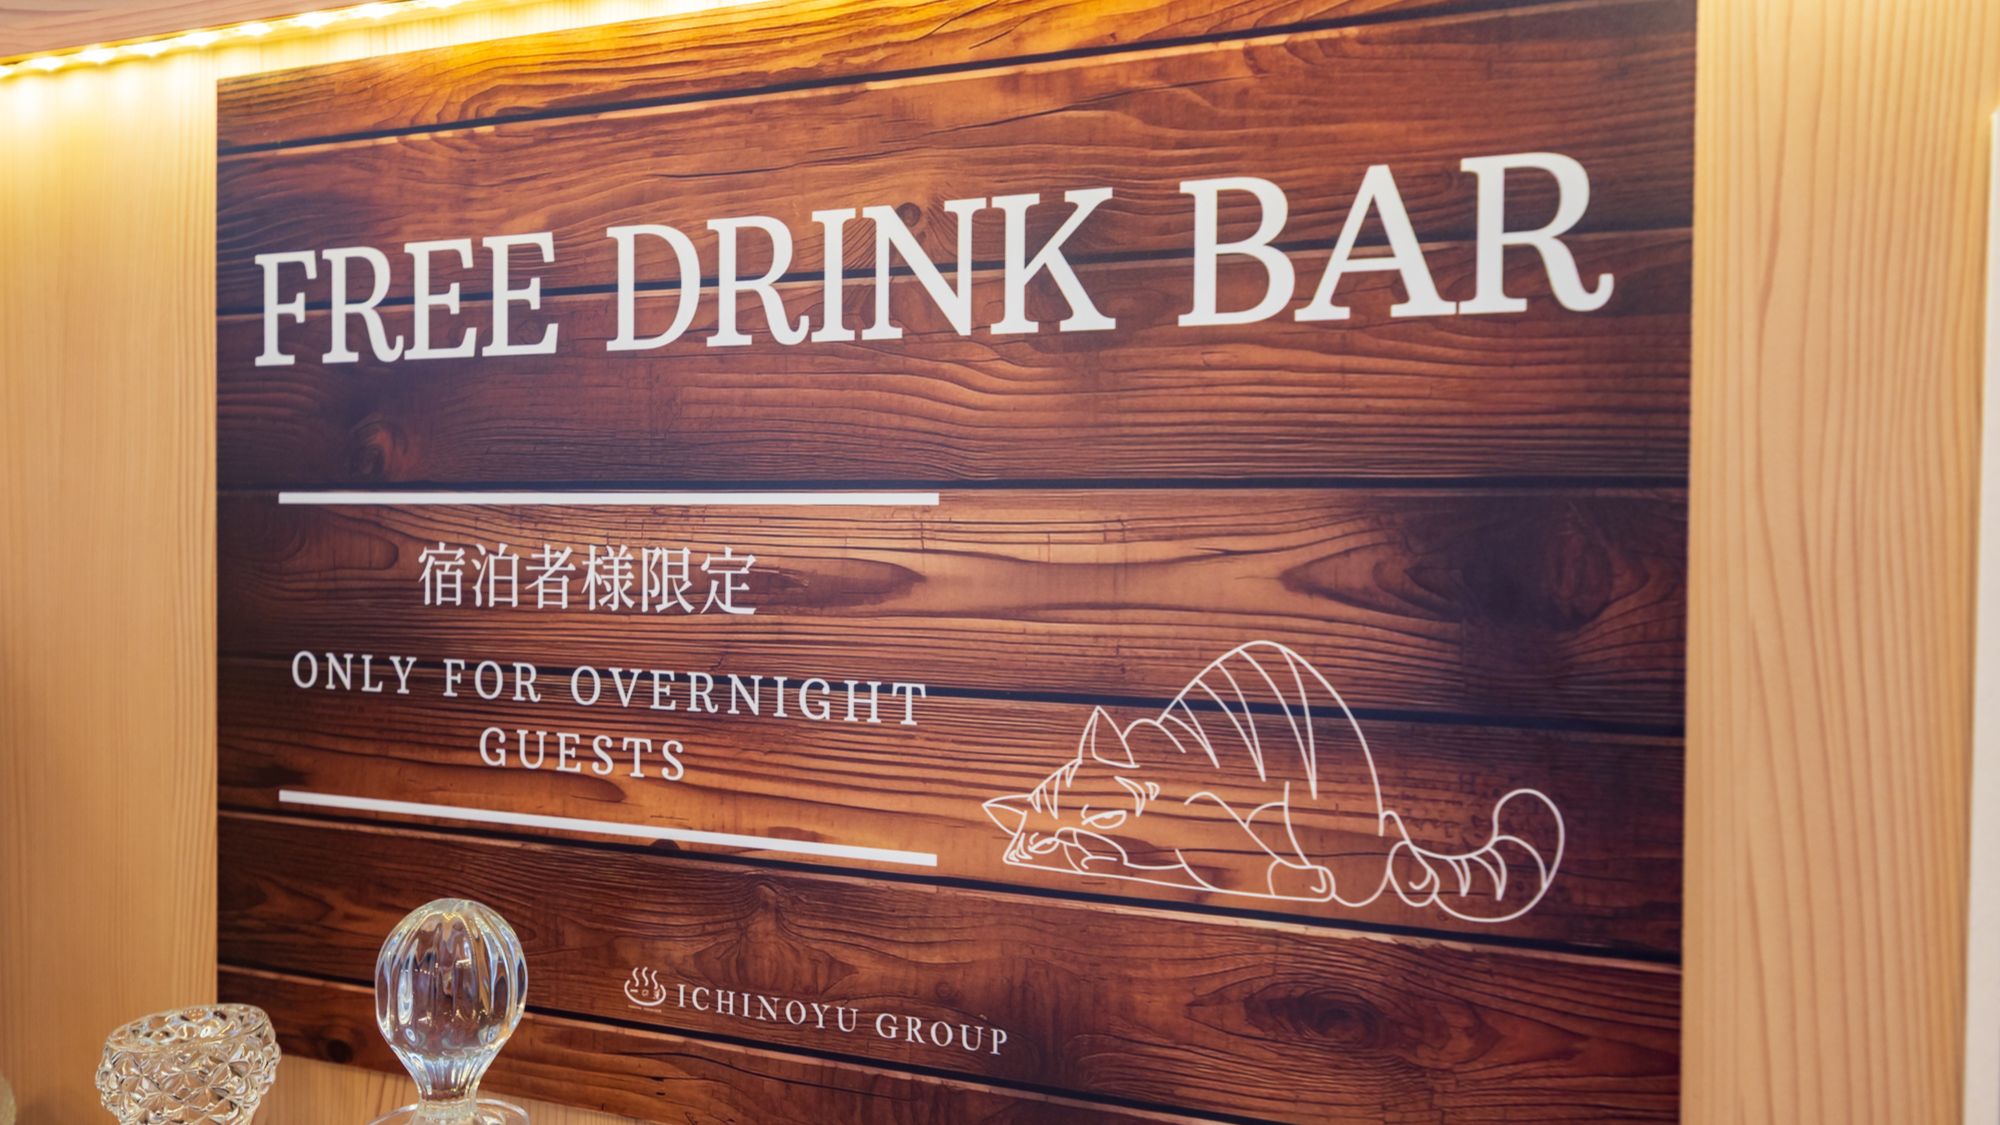 FREE DRINK BAR
宿泊者様限定
ONLY FOR OVERNIGHT
GUESTS
ICHINOYU GROUP